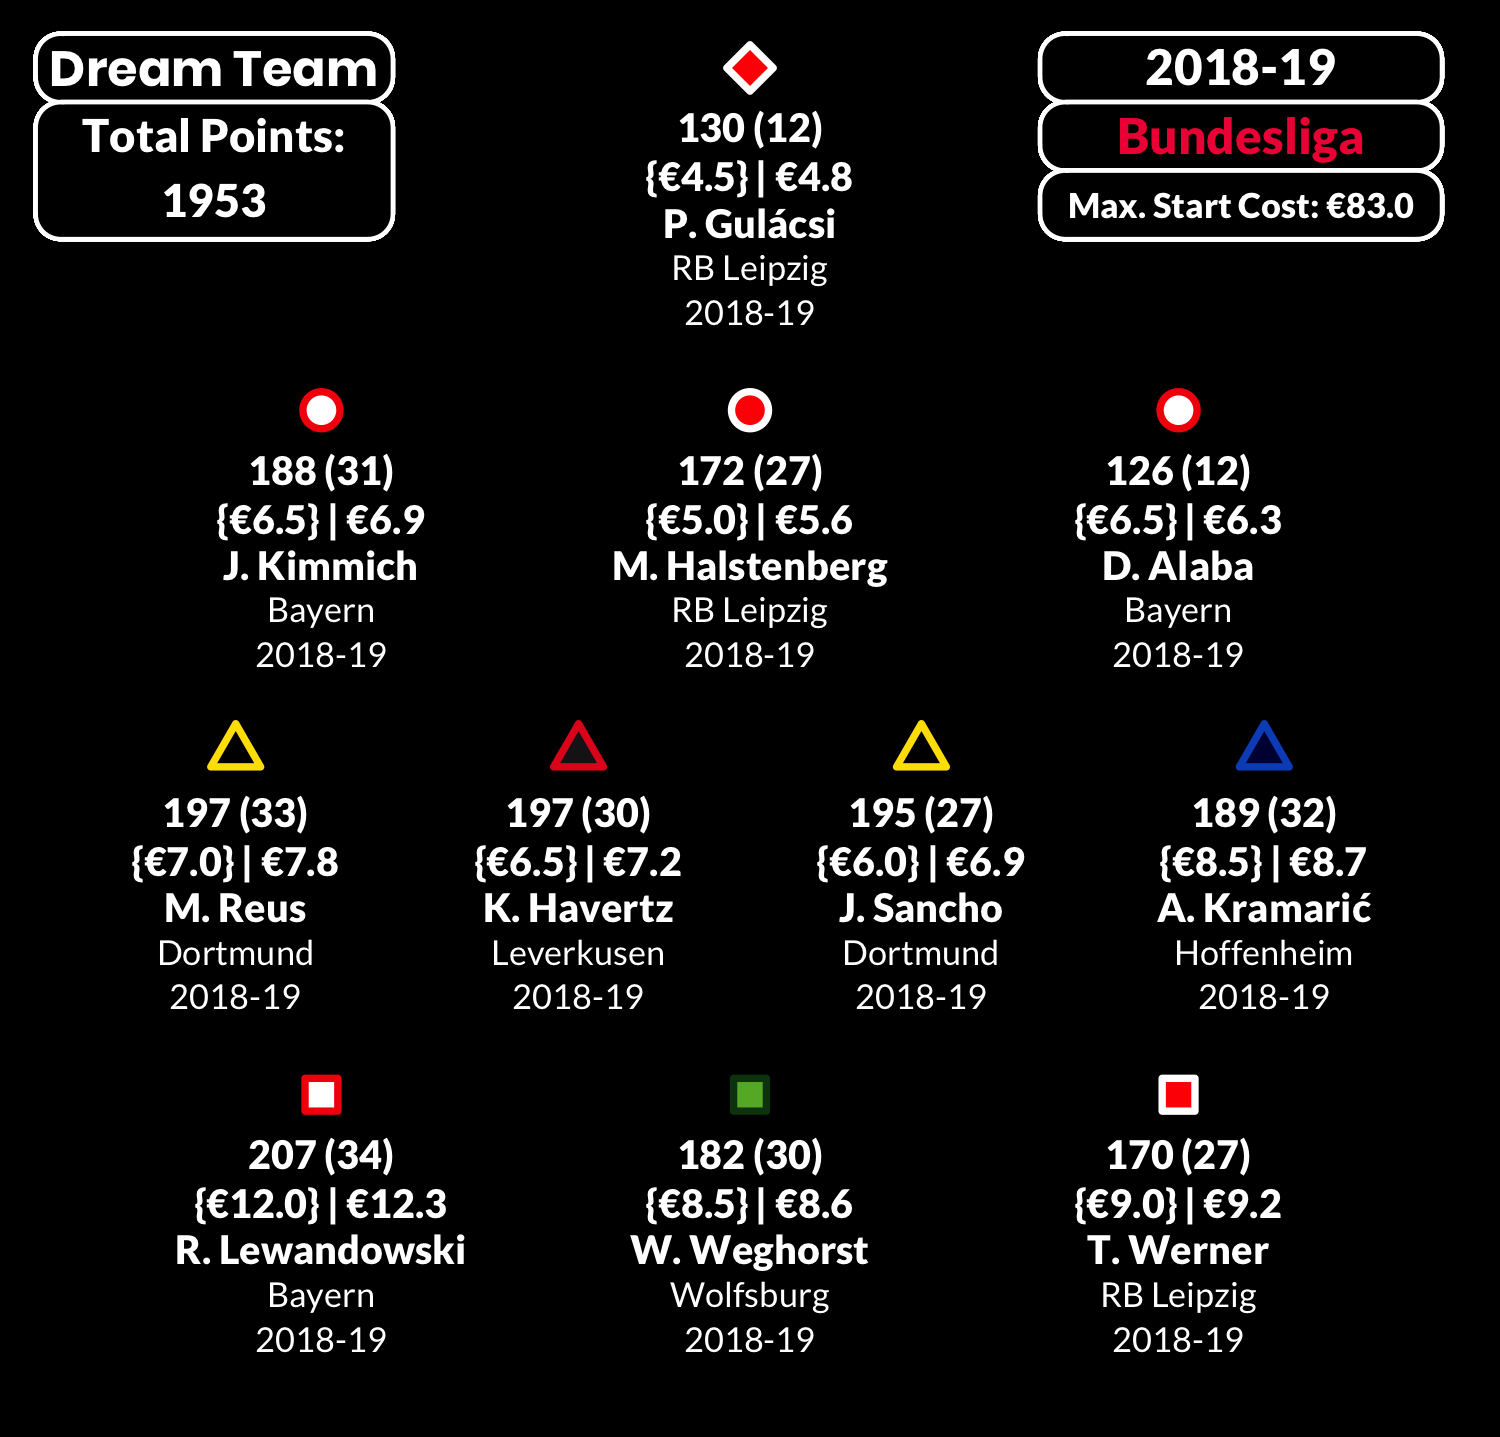 Dream Team
Total Points:
1953
2018-19
Bundesliga
Max. Start Cost: €83.0
130 (12)
{€4.5} | €4.8
P. Gulácsi
RB Leipzig
2018-19
188 (31)
{€6.5} | €6.9
J. Kimmich
Bayern
2018-19
172 (27)
{€5.0} | €5.6
M. Halstenberg
RB Leipzig
2018-19
126 (12)
{€6.5} | €6.3
D. Alaba
Bayern
2018-19
197 (33)
{€7.0} | €7.8
M. Reus
Dortmund
2018-19
197 (30)
{€6.5} | €7.2
K. Havertz
Leverkusen
2018-19
195 (27)
{€6.0} | €6.9
J. Sancho
Dortmund
2018-19
189 (32)
{€8.5} | €8.7
A. Kramarić
Hoffenheim
2018-19
207 (34)
{€12.0} | €12.3
R. Lewandowski
Bayern
2018-19
182 (30)
{€8.5} | €8.6
W. Weghorst
Wolfsburg
2018-19
170 (27)
{€9.0} | €9.2
T. Werner
RB Leipzig
2018-19